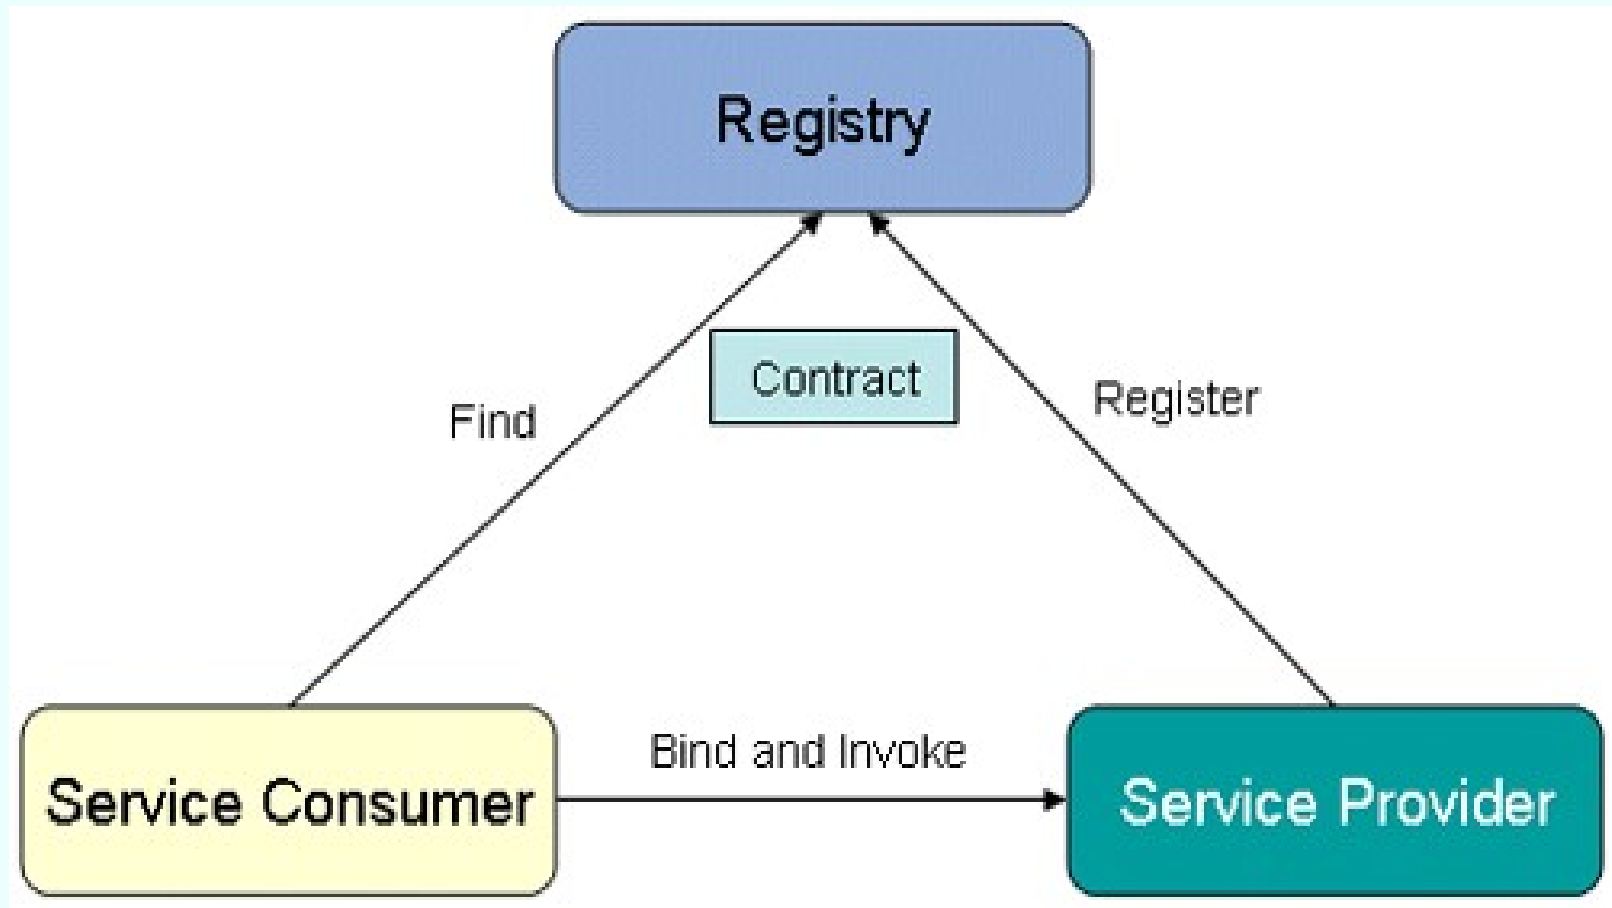 Registry
Contract
Find
Register
Bind and Invoke
Service Consumer
Service Provider